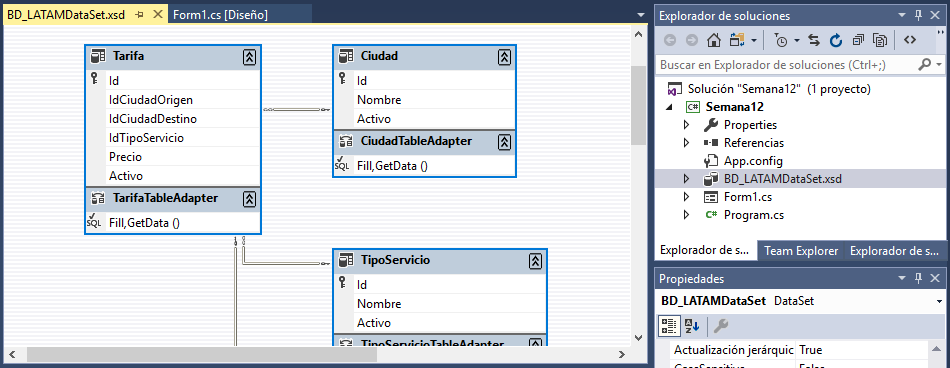 BD_LATAMDataSet.xsd
Form1.cs [Diseño]
Tarifa
Id
IdCiudadOrigen
IdCiudadDestino
IdTipoServicio
Precio
Activo
TarifaTableAdapter
SQL Fill,GetData ()
Ciudad
Id
Nombre
Activo
CiudadTableAdapter
SQL Fill,GetData ()
TipoServicio
Id
Nombre
Activo
TipoServicioTableAdapter
Explorador de soluciones
Buscar en Explorador de soluciones (Ctrl+;)
Solución "Semana12" (1 proyecto)
C# Semana12
Properties
Referencias
App.config
BD_LATAMDataSet.xsd
Form1.cs
C# Program.cs
Explorador de s...
Team Explorer
Explorador de s...
Propiedades
BD_LATAMDataSet DataSet
Actualización jerárquic True
CaseSensitive False